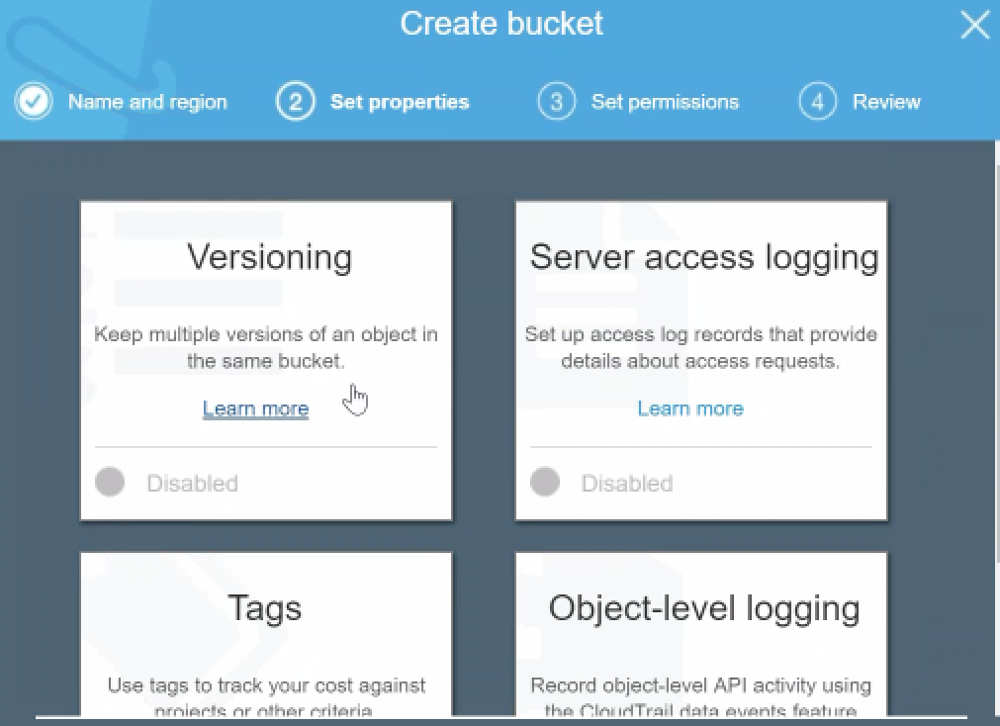 Create bucket
Name and region
2 Set properties
3 Set permissions
4 Review
Versioning
Keep multiple versions of an object in
the same bucket.
Learn more
Disabled
Server access logging
Set up access log records that provide
details about access requests.
Learn more
Disabled
Tags
Use tags to track your cost against
projects or other criteria
Object-level logging
Record object-level API activity using
the CloudTrail data events feature